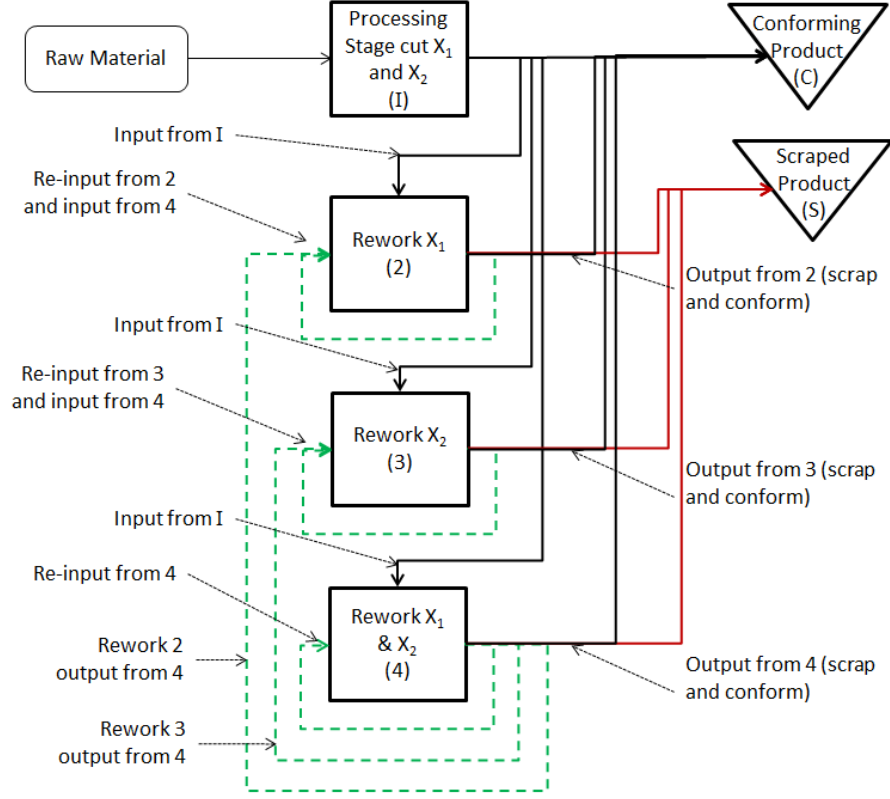 Raw Material
Processing
Stage cut X₁
and X₂
(I)
Conforming
Product
(C)
Input from I
Scraped
Product
(S)
Re-input from 2
and input from 4
Rework X₁
(2)
Output from 2 (scrap
and conform)
Input from I
Re-input from 3
and input from 4
Rework X₂
(3)
Output from 3 (scrap
and conform)
Input from I
Re-input from 4
Rework X₁
& X₂
(4)
Rework 2
output from 4
Output from 4 (scrap
and conform)
Rework 3
output from 4